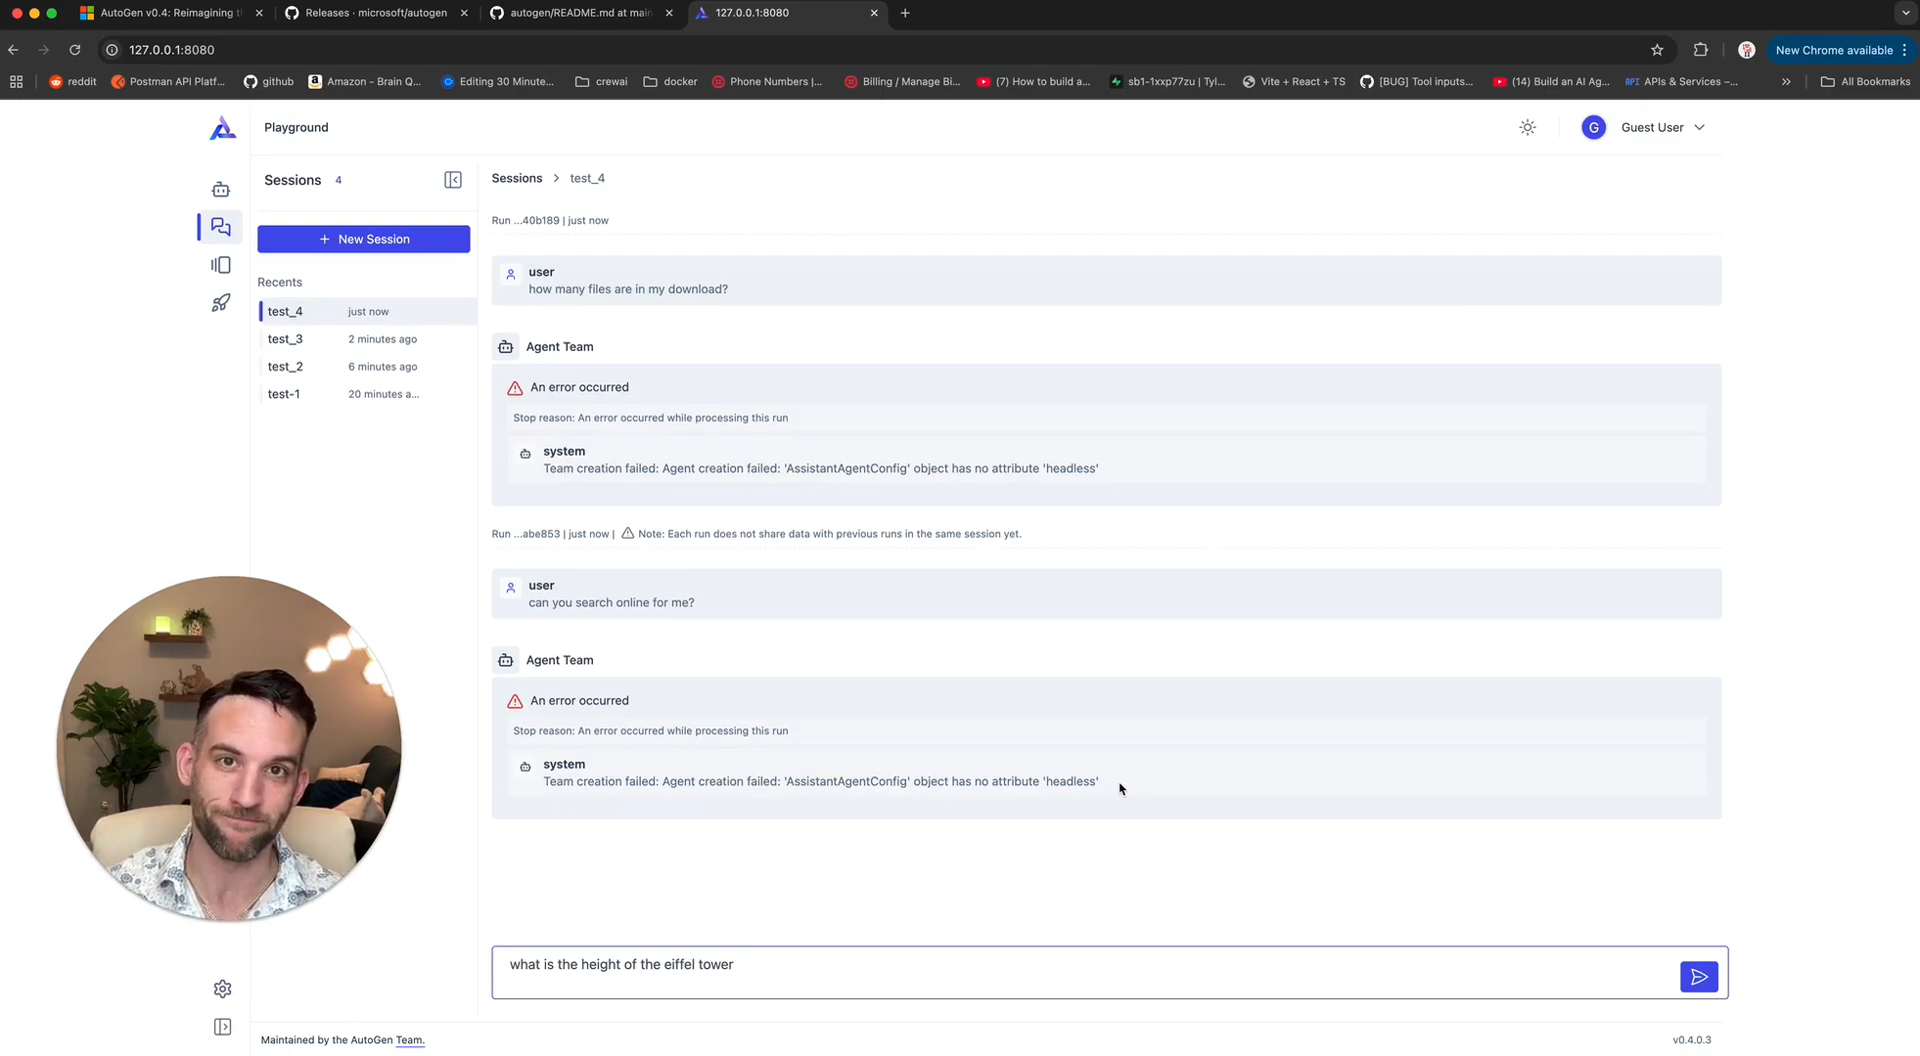 AutoGen v0.4: Reimagining th
Releases · microsoft/autogen
autogen/README.md at main
127.0.0.1:8080
127.0.0.1:8080
New Chrome available
reddit
Postman API Platf...
github
Amazon - Brain Q...
Editing 30 Minute...
crewai
docker
Phone Numbers |...
Billing / Manage Bi...
(7) How to build a...
sb1-1xxp77zu | Tyl...
Vite + React + TS
[BUG] Tool inputs...
(14) Build an AI Ag...
API APIs & Services –...
All Bookmarks
Playground
G
Guest User
Sessions 4
Sessions > test_4
Run ...40b189 | just now
+ New Session
Recents
test_4 just now
test_3 2 minutes ago
test_2 6 minutes ago
test-1 20 minutes a...
user
how many files are in my download?
Agent Team
An error occurred
Stop reason: An error occurred while processing this run
system
Team creation failed: Agent creation failed: 'AssistantAgentConfig' object has no attribute 'headless'
Run ...abe853 | just now | Note: Each run does not share data with previous runs in the same session yet.
user
can you search online for me?
Agent Team
An error occurred
Stop reason: An error occurred while processing this run
system
Team creation failed: Agent creation failed: 'AssistantAgentConfig' object has no attribute 'headless'
what is the height of the eiffel tower
Maintained by the AutoGen Team.
v0.4.0.3